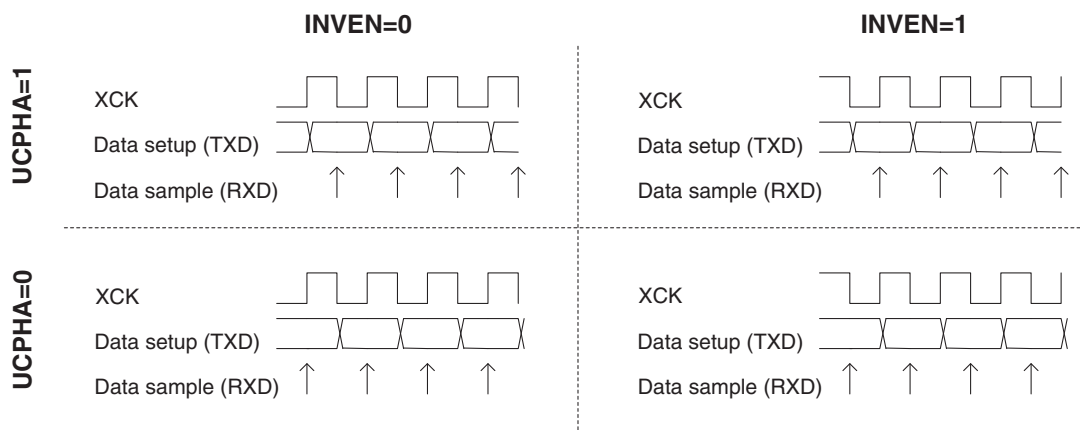 INVEN=0
INVEN=1
UCPHA=1
XCK
Data setup (TXD)
Data sample (RXD)
XCK
Data setup (TXD)
Data sample (RXD)
UCPHA=0
XCK
Data setup (TXD)
Data sample (RXD)
XCK
Data setup (TXD)
Data sample (RXD)